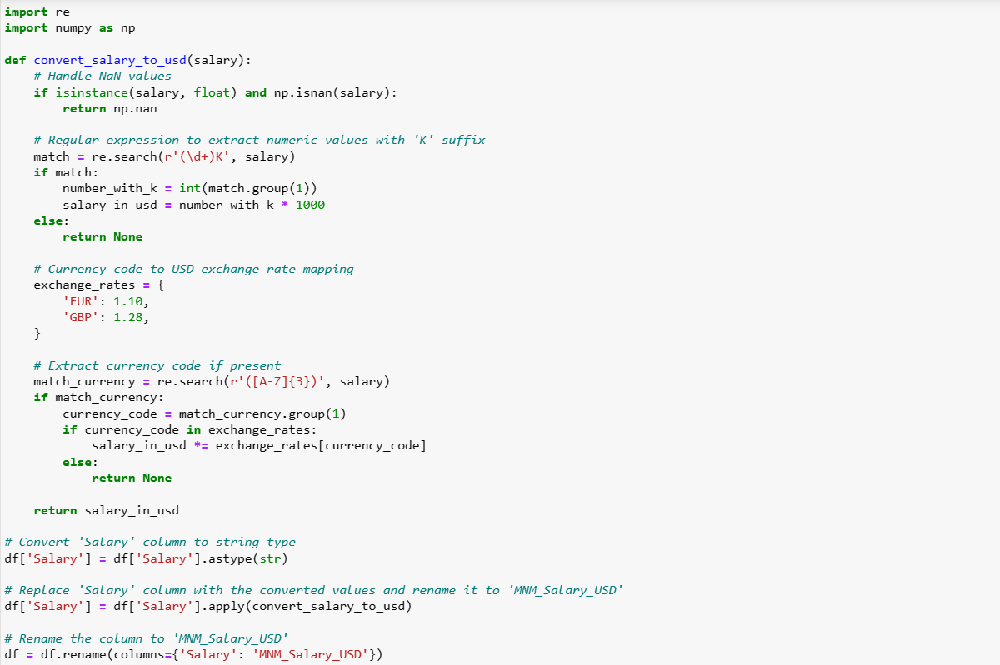 import re
import numpy as np
def convert_salary_to_usd(salary):
    # Handle NaN values
    if isinstance(salary, float) and np.isnan(salary):
        return np.nan
    # Regular expression to extract numeric values with 'K' suffix
    match = re.search(r'(\d+)K', salary)
    if match:
        number_with_k = int(match.group(1))
        salary_in_usd = number_with_k * 1000
    else:
        return None
    # Currency code to USD exchange rate mapping
    exchange_rates = {
        'EUR': 1.10,
        'GBP': 1.28,
    }
    # Extract currency code if present
    match_currency = re.search(r'([A-Z]{3})', salary)
    if match_currency:
        currency_code = match_currency.group(1)
        if currency_code in exchange_rates:
            salary_in_usd *= exchange_rates[currency_code]
        else:
            return None
    return salary_in_usd
# Convert 'Salary' column to string type
df['Salary'] = df['Salary'].astype(str)
# Replace 'Salary' column with the converted values and rename it to 'MNM_Salary_USD'
df['Salary'] = df['Salary'].apply(convert_salary_to_usd)
# Rename the column to 'MNM_Salary_USD'
df = df.rename(columns={'Salary': 'MNM_Salary_USD'})